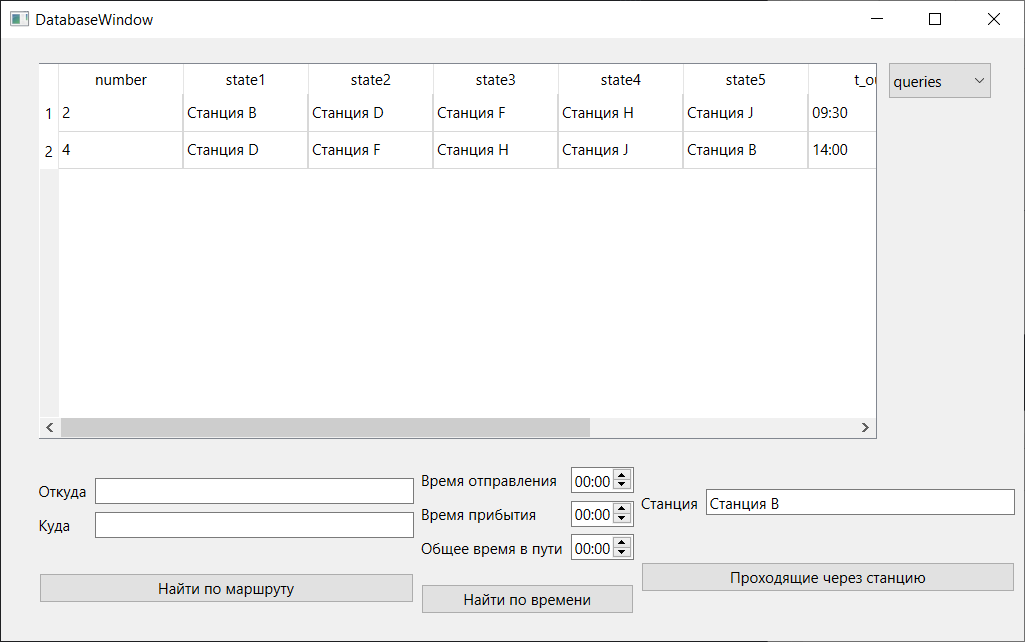 DatabaseWindow
number state1 state2 state3 state4 state5 t_ou
queries
1 2 Станция B Станция D Станция F Станция H Станция J 09:30
2 4 Станция D Станция F Станция H Станция J Станция B 14:00
Откуда
Куда
Найти по маршруту
Время отправления 00:00
Время прибытия 00:00
Общее время в пути 00:00
Найти по времени
Станция Станция B
Проходящие через станцию